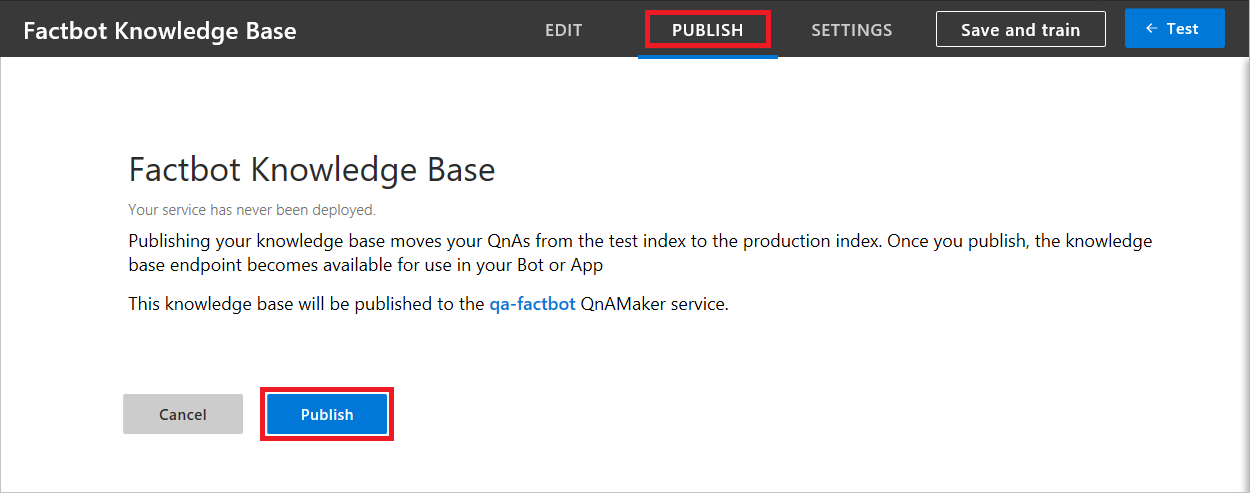 Factbot Knowledge Base EDIT PUBLISH SETTINGS Save and train ← Test
Factbot Knowledge Base
Your service has never been deployed.
Publishing your knowledge base moves your QnAs from the test index to the production index. Once you publish, the knowledge
base endpoint becomes available for use in your Bot or App
This knowledge base will be published to the qa-factbot QnAMaker service.
Cancel Publish